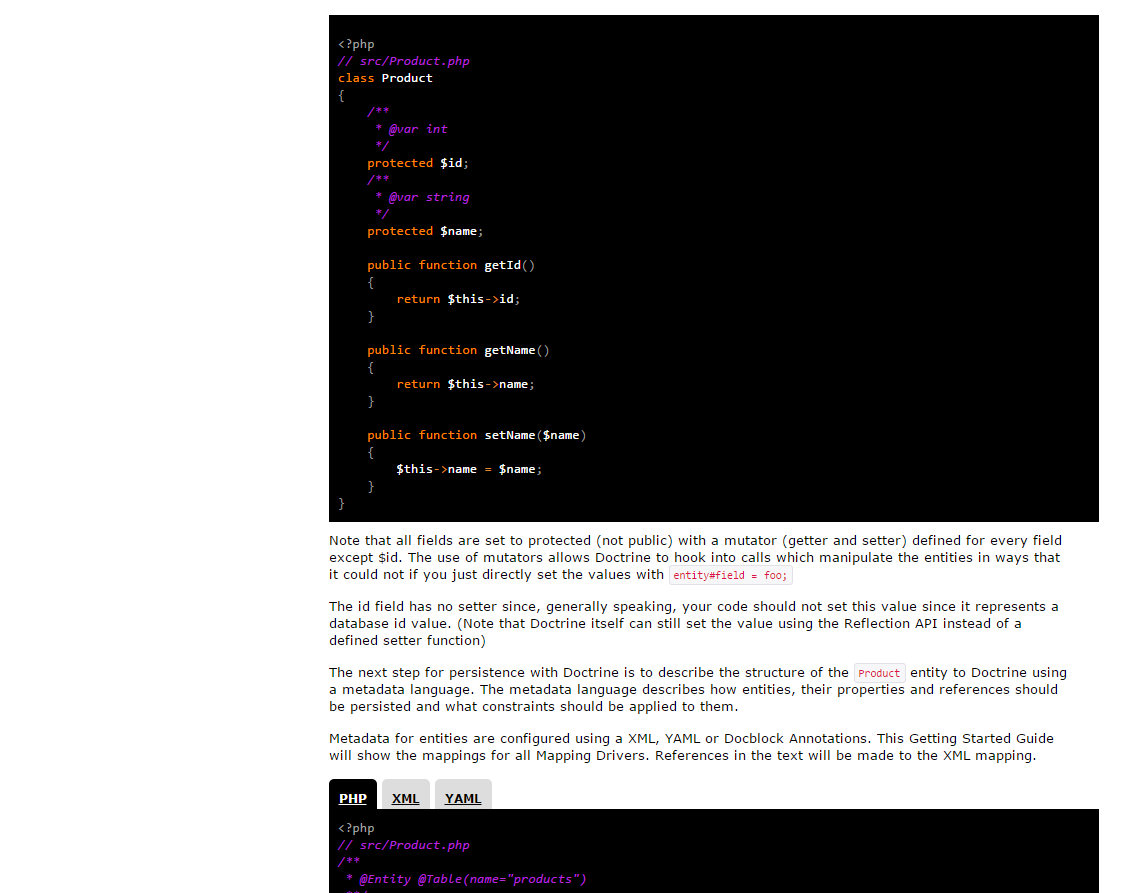 <?php
// src/Product.php
class Product
{
    /**
     * @var int
     */
    protected $id;
    /**
     * @var string
     */
    protected $name;

    public function getId()
    {
        return $this->id;
    }

    public function getName()
    {
        return $this->name;
    }

    public function setName($name)
    {
        $this->name = $name;
    }
}
Note that all fields are set to protected (not public) with a mutator (getter and setter) defined for every field
except $id. The use of mutators allows Doctrine to hook into calls which manipulate the entities in ways that
it could not if you just directly set the values with entity#field = foo;
The id field has no setter since, generally speaking, your code should not set this value since it represents a
database id value. (Note that Doctrine itself can still set the value using the Reflection API instead of a
defined setter function)
The next step for persistence with Doctrine is to describe the structure of the Product entity to Doctrine using
a metadata language. The metadata language describes how entities, their properties and references should
be persisted and what constraints should be applied to them.
Metadata for entities are configured using a XML, YAML or Docblock Annotations. This Getting Started Guide
will show the mappings for all Mapping Drivers. References in the text will be made to the XML mapping.
PHP XML YAML
<?php
// src/Product.php
/**
 * @Entity @Table(name="products")